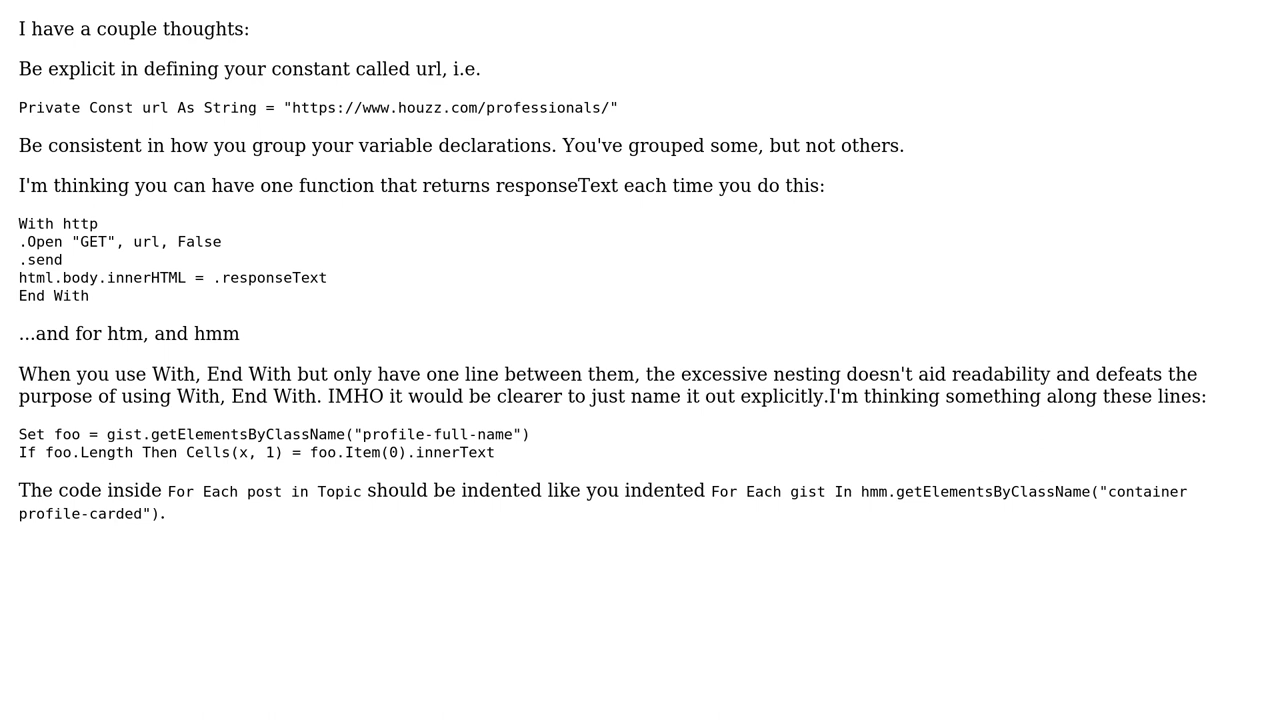 I have a couple thoughts:
Be explicit in defining your constant called url, i.e.
Private Const url As String = "https://www.houzz.com/professionals/"
Be consistent in how you group your variable declarations. You've grouped some, but not others.
I'm thinking you can have one function that returns responseText each time you do this:
With http
.Open "GET", url, False
.send
html.body.innerHTML = .responseText
End With
...and for htm, and hmm
When you use With, End With but only have one line between them, the excessive nesting doesn't aid readability and defeats the
purpose of using With, End With. IMHO it would be clearer to just name it out explicitly.I'm thinking something along these lines:
Set foo = gist.getElementsByClassName("profile-full-name")
If foo.Length Then Cells(x, 1) = foo.Item(0).innerText
The code inside For Each post in Topic should be indented like you indented For Each gist In hmm.getElementsByClassName("container
profile-carded").